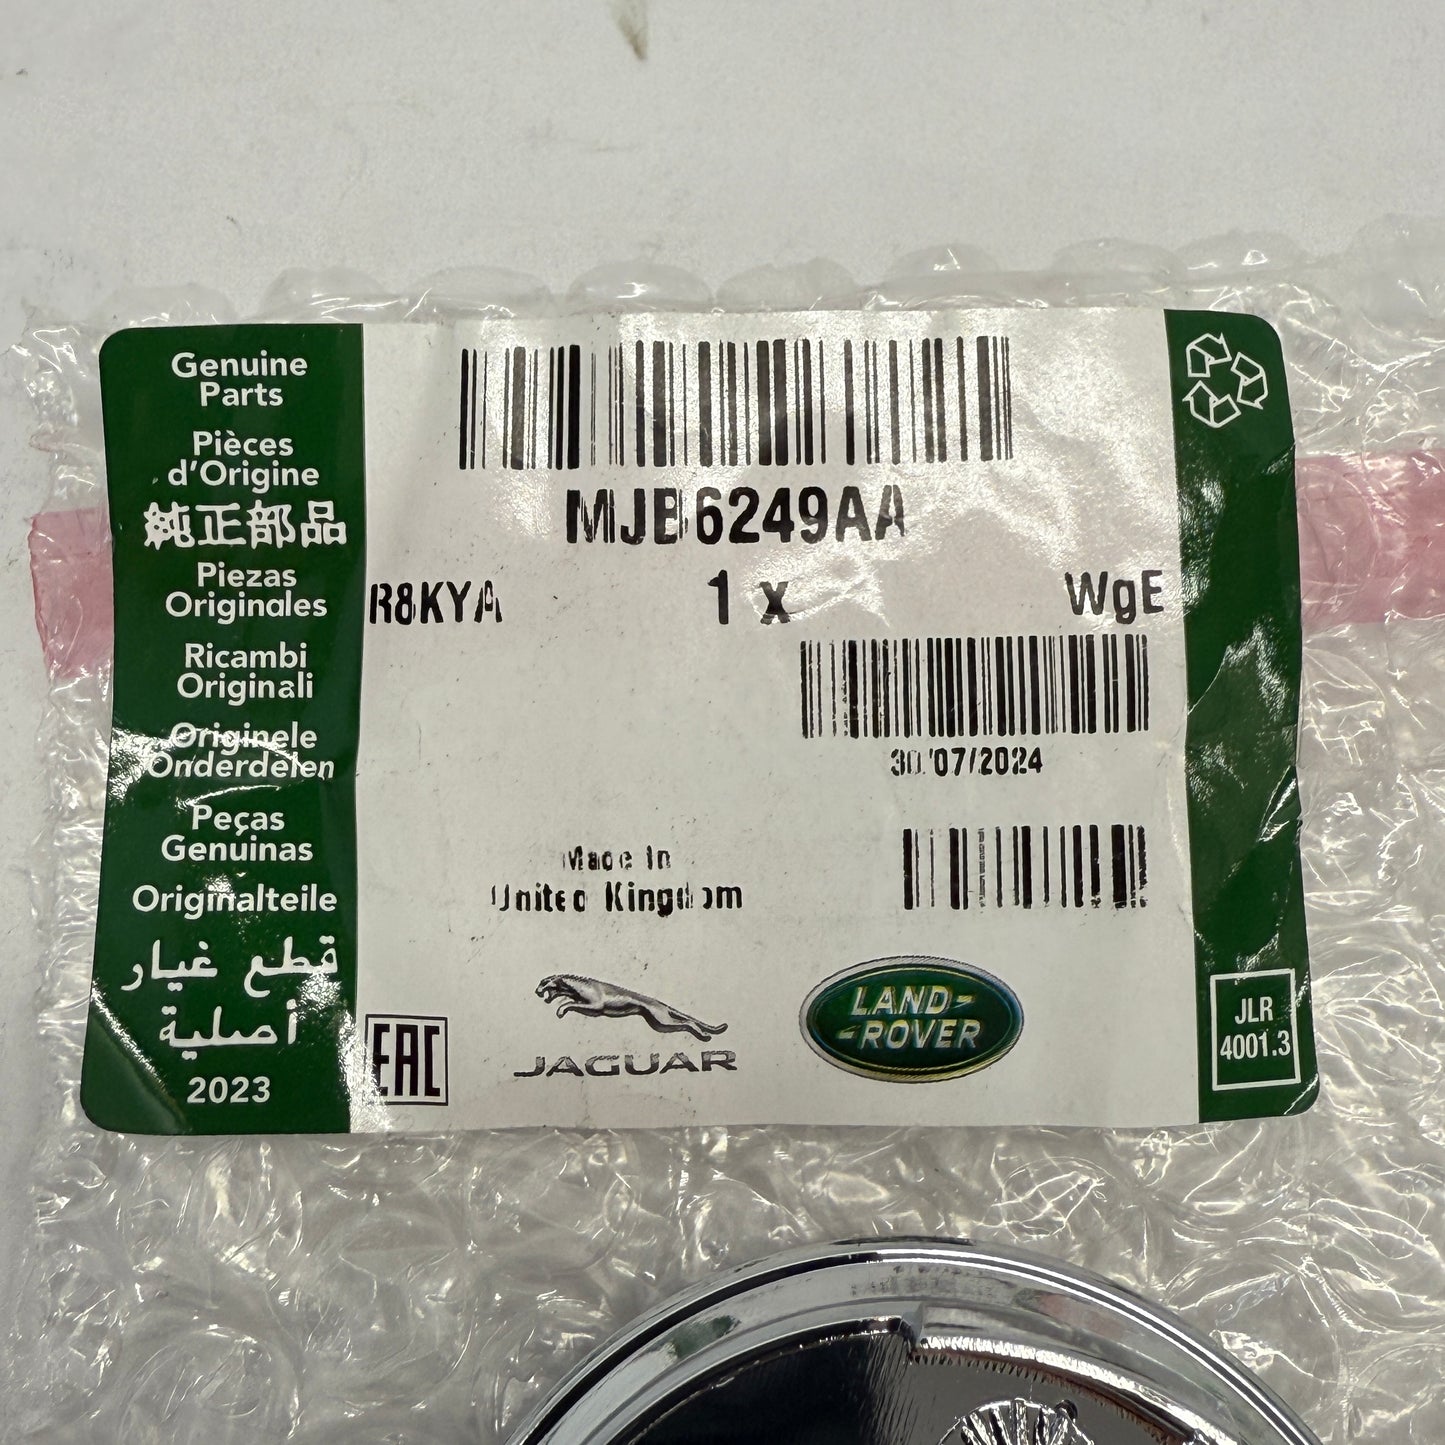 Genuine
Parts
Pièces
d'Origine
純正部品
Piezas
Originales
Ricambi
Originali
Originele
Onderdelen
Peças
Genuinas
Originalteile
قطع غيار
أصلية
2023
MJB6249AA
R8KYA
1 x
WgE
30/07/2024
Made In
United Kingdom
EAC
JAGUAR
LAND-
-ROVER
JLR
4001.3